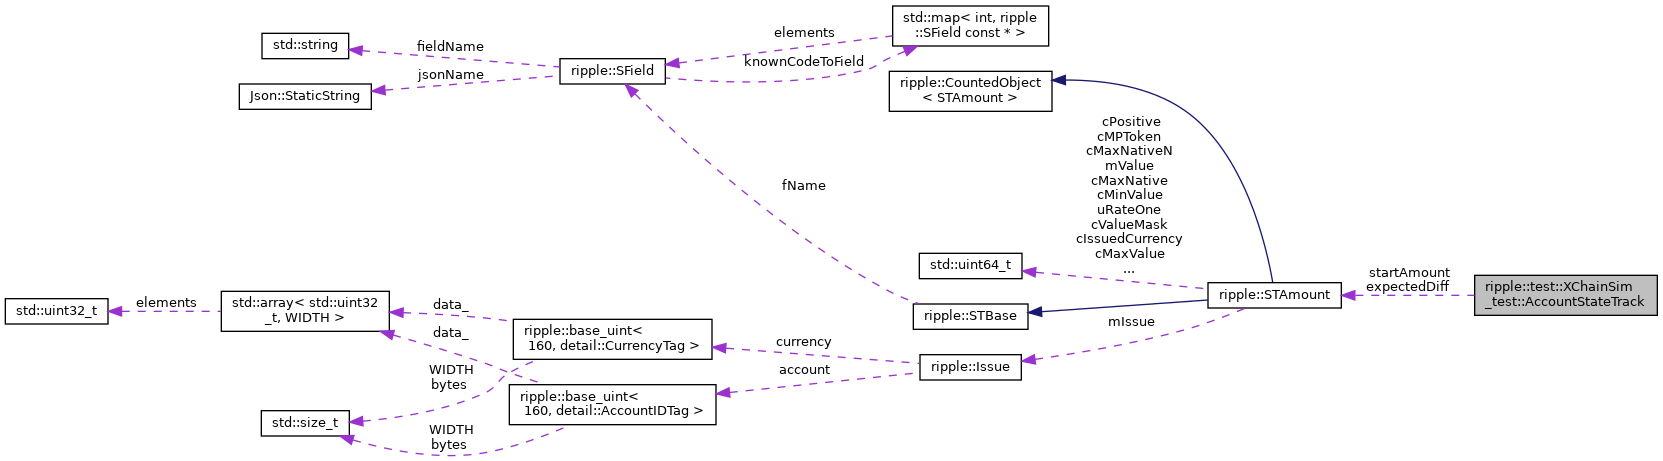 std::map< int, ripple
::SField const * >
std::string
fieldName
elements
knownCodeToField
ripple::SField
jsonName
Json::StaticString
ripple::CountedObject
< STAmount >
cPositive
cMPToken
cMaxNativeN
mValue
cMaxNative
cMinValue
uRateOne
cValueMask
cIssuedCurrency
cMaxValue
...
fName
std::uint64_t
startAmount
expectedDiff
ripple::test::XChainSim
_test::AccountStateTrack
ripple::STAmount
ripple::STBase
mIssue
std::uint32_t
elements
std::array< std::uint32
_t, WIDTH >
data_
data_
ripple::base_uint<
160, detail::CurrencyTag >
currency
account
ripple::Issue
WIDTH
bytes
ripple::base_uint<
160, detail::AccountIDTag >
std::size_t
WIDTH
bytes